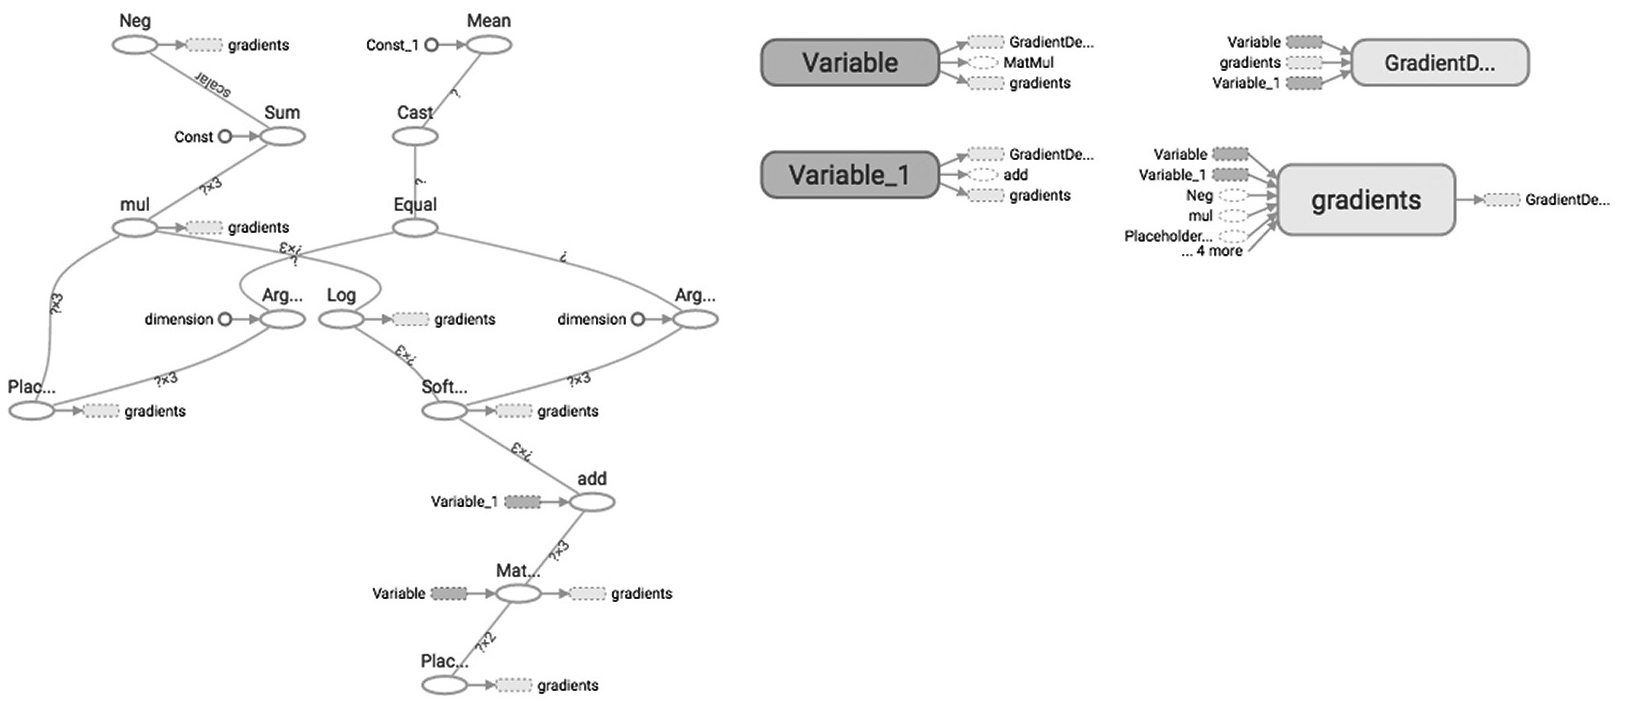 Neg
gradients
Mean
Const_1
scalar
?
Sum
Const
Cast
?x3
?
mul
gradients
Equal
?x3
?
?
?x3
Arg...
dimension
Log
gradients
Arg...
dimension
?x3
?x3
?x3
Plac...
gradients
Soft...
gradients
?x3
add
Variable_1
?x3
Mat...
Variable
gradients
?x2
Plac...
gradients
Variable
GradientDe...
MatMul
gradients
Variable_1
GradientDe...
add
gradients
Variable
gradients
Variable_1
GradientD...
Variable
Variable_1
Neg
mul
Placeholder...
... 4 more
gradients
GradientDe...